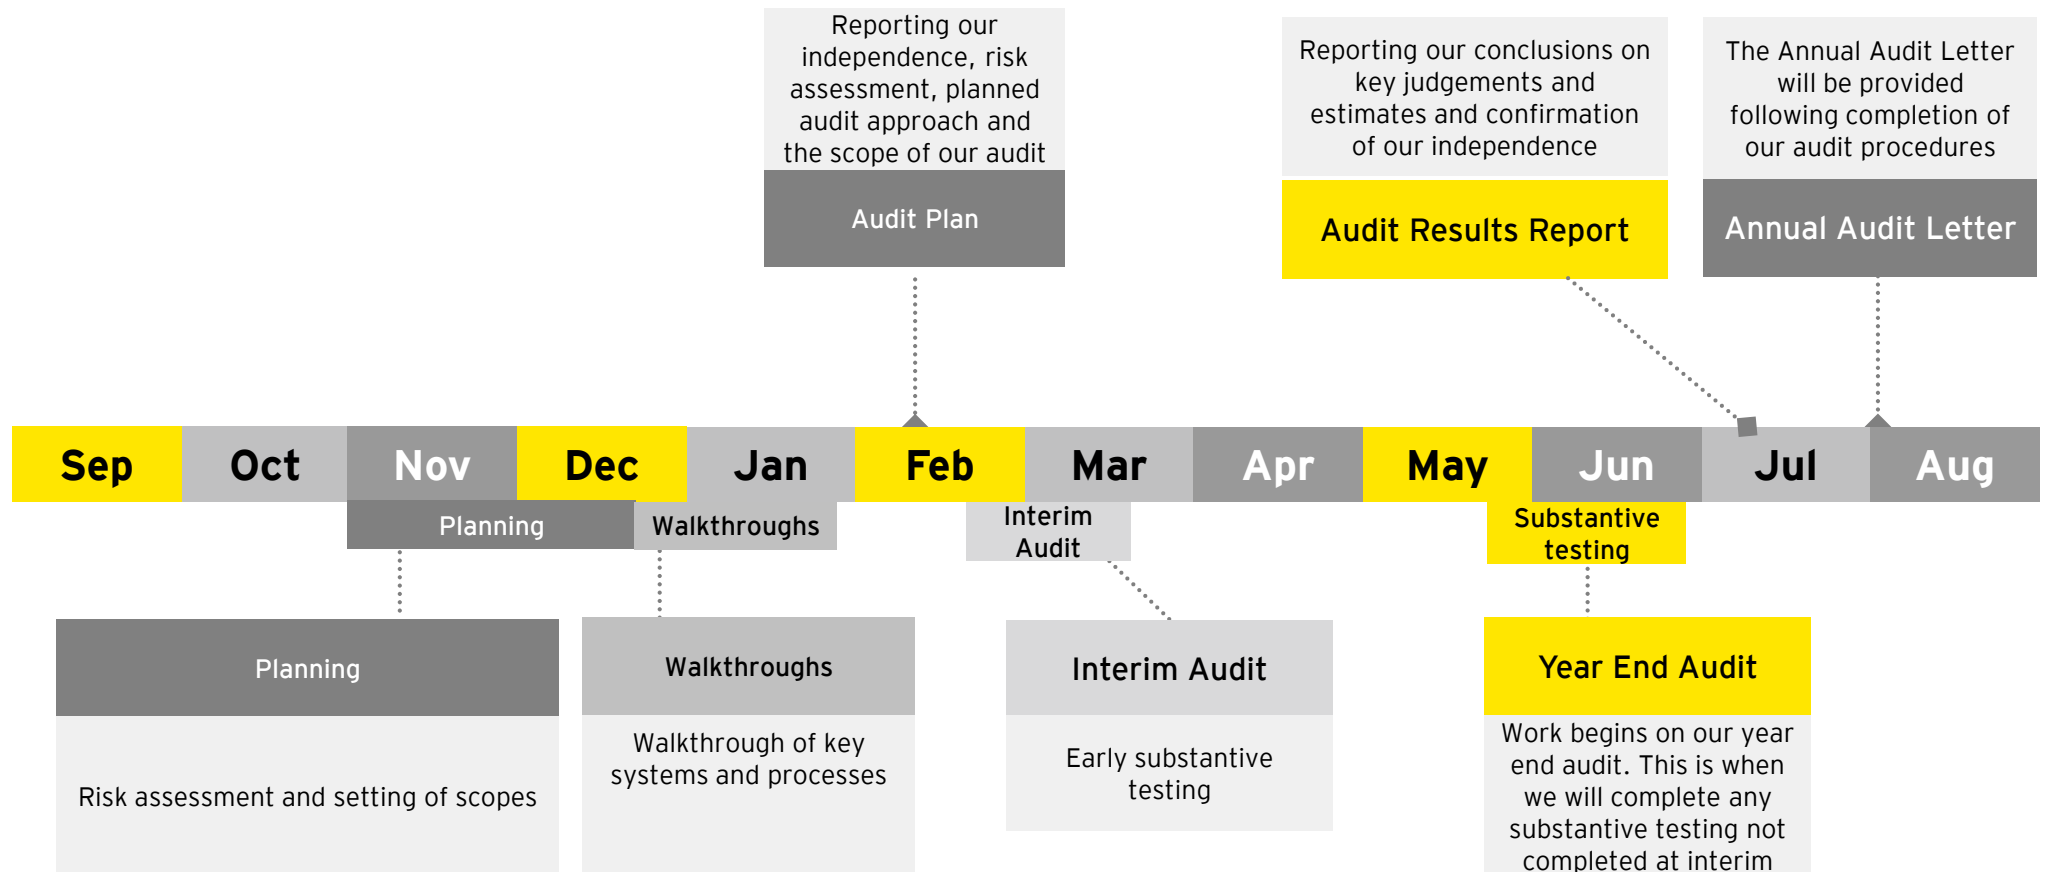 Reporting our
independence, risk
assessment, planned
audit approach and
the scope of our audit
Audit Plan
Reporting our conclusions on
key judgements and
estimates and confirmation
of our independence
Audit Results Report
The Annual Audit Letter
will be provided
following completion of
our audit procedures
Annual Audit Letter
Sep Oct Nov Dec Jan Feb Mar Apr May Jun Jul Aug
Planning
Walkthroughs
Interim
Audit
Substantive
testing
Planning
Risk assessment and setting of scopes
Walkthroughs
Walkthrough of key
systems and processes
Interim Audit
Early substantive
testing
Year End Audit
Work begins on our year
end audit. This is when
we will complete any
substantive testing not
completed at interim